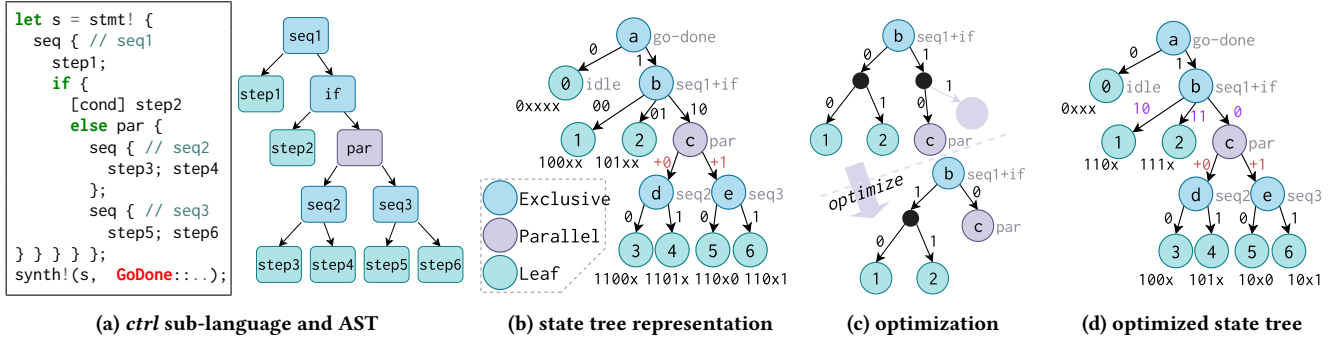 let s = stmt! {
seq { // seq1
step1;
if {
[cond] step2
else par {
seq { // seq2
step3; step4
};
seq { // seq3
step5; step6
} } } } };
synth!(s, GoDone::..);
seq1
step1
if
step2
par
seq2
seq3
step3
step4
step5
step6
(a) ctrl sub-language and AST
a
go-done
0
1
0
idle
b
seq1+if
0xxxx
00
01
10
1
2
c
par
100xx
101xx
+0
+1
d
seq2
e
seq3
0
1
0
1
3
4
5
6
1100x
1101x
110x0
110x1
Exclusive
Parallel
Leaf
(b) state tree representation
b
seq1+if
0
1
0
1
0
1
1
2
c
par
optimize
b
seq1+if
1
0
c
par
0
1
1
2
(c) optimization
a
go-done
0
1
0
idle
b
seq1+if
0xxx
10
11
0
1
2
c
par
110x
111x
+0
+1
d
seq2
e
seq3
0
1
0
1
3
4
5
6
100x
101x
10x0
10x1
(d) optimized state tree